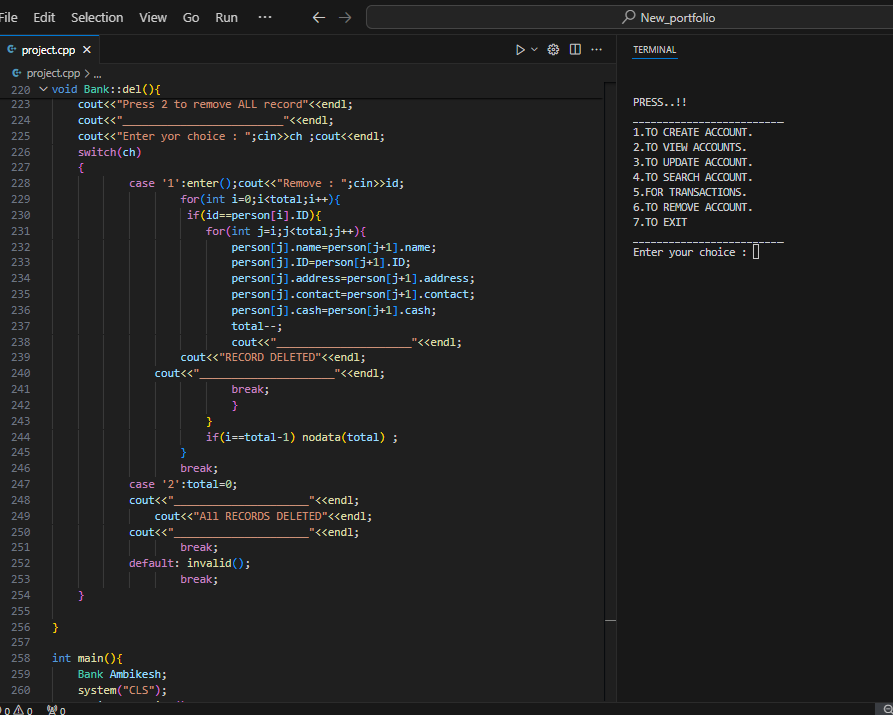 File Edit Selection View Go Run ··· ← → New_portfolio
project.cpp ×
TERMINAL
project.cpp > ...
220 void Bank::del(){
223 cout<<"Press 2 to remove ALL record"<<endl;
224 cout<<"_________________________"<<endl;
225 cout<<"Enter yor choice : ";cin>>ch ;cout<<endl;
226 switch(ch)
227 {
228 case '1':enter();cout<<"Remove : ";cin>>id;
229 for(int i=0;i<total;i++){
230 if(id==person[i].ID){
231 for(int j=i;j<total;j++){
232 person[j].name=person[j+1].name;
233 person[j].ID=person[j+1].ID;
234 person[j].address=person[j+1].address;
235 person[j].contact=person[j+1].contact;
236 person[j].cash=person[j+1].cash;
237 total--;
238 cout<<"_____________________"<<endl;
239 cout<<"RECORD DELETED"<<endl;
240 cout<<"_____________________"<<endl;
241 break;
242 }
243 }
244 if(i==total-1) nodata(total) ;
245 }
246 break;
247 case '2':total=0;
248 cout<<"_____________________"<<endl;
249 cout<<"All RECORDS DELETED"<<endl;
250 cout<<"_____________________"<<endl;
251 break;
252 default: invalid();
253 break;
254 }
255
256 }
257
258 int main(){
259 Bank Ambikesh;
260 system("CLS");
PRESS..!!
_________________________
1.TO CREATE ACCOUNT.
2.TO VIEW ACCOUNTS.
3.TO UPDATE ACCOUNT.
4.TO SEARCH ACCOUNT.
5.FOR TRANSACTIONS.
6.TO REMOVE ACCOUNT.
7.TO EXIT
_________________________
Enter your choice :
0 0 0